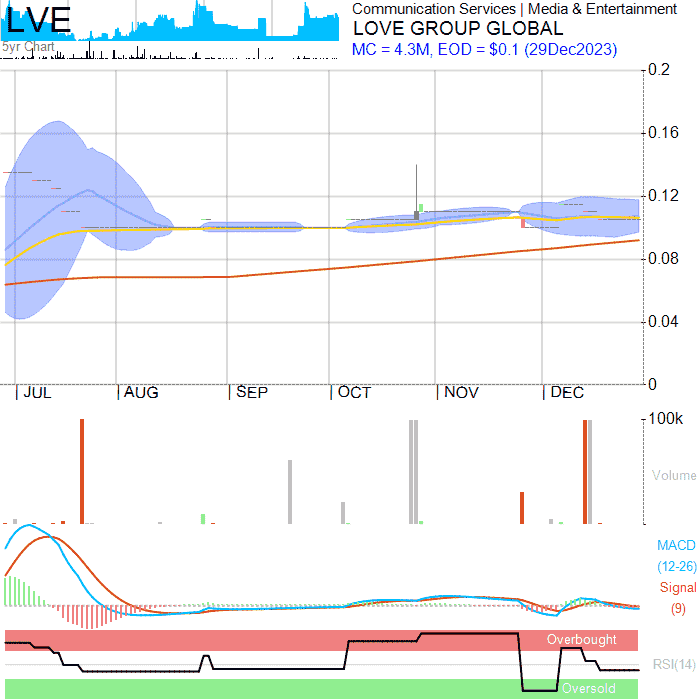 LVE
5yr Chart
Communication Services | Media & Entertainment
LOVE GROUP GLOBAL
MC = 4.3M, EOD = $0.1 (29Dec2023)
0.2
0.16
0.12
0.08
0.04
0
| JUL | AUG | SEP | OCT | NOV | DEC
100k
Volume
MACD
(12-26)
Signal
(9)
Overbought
RSI(14)
Oversold